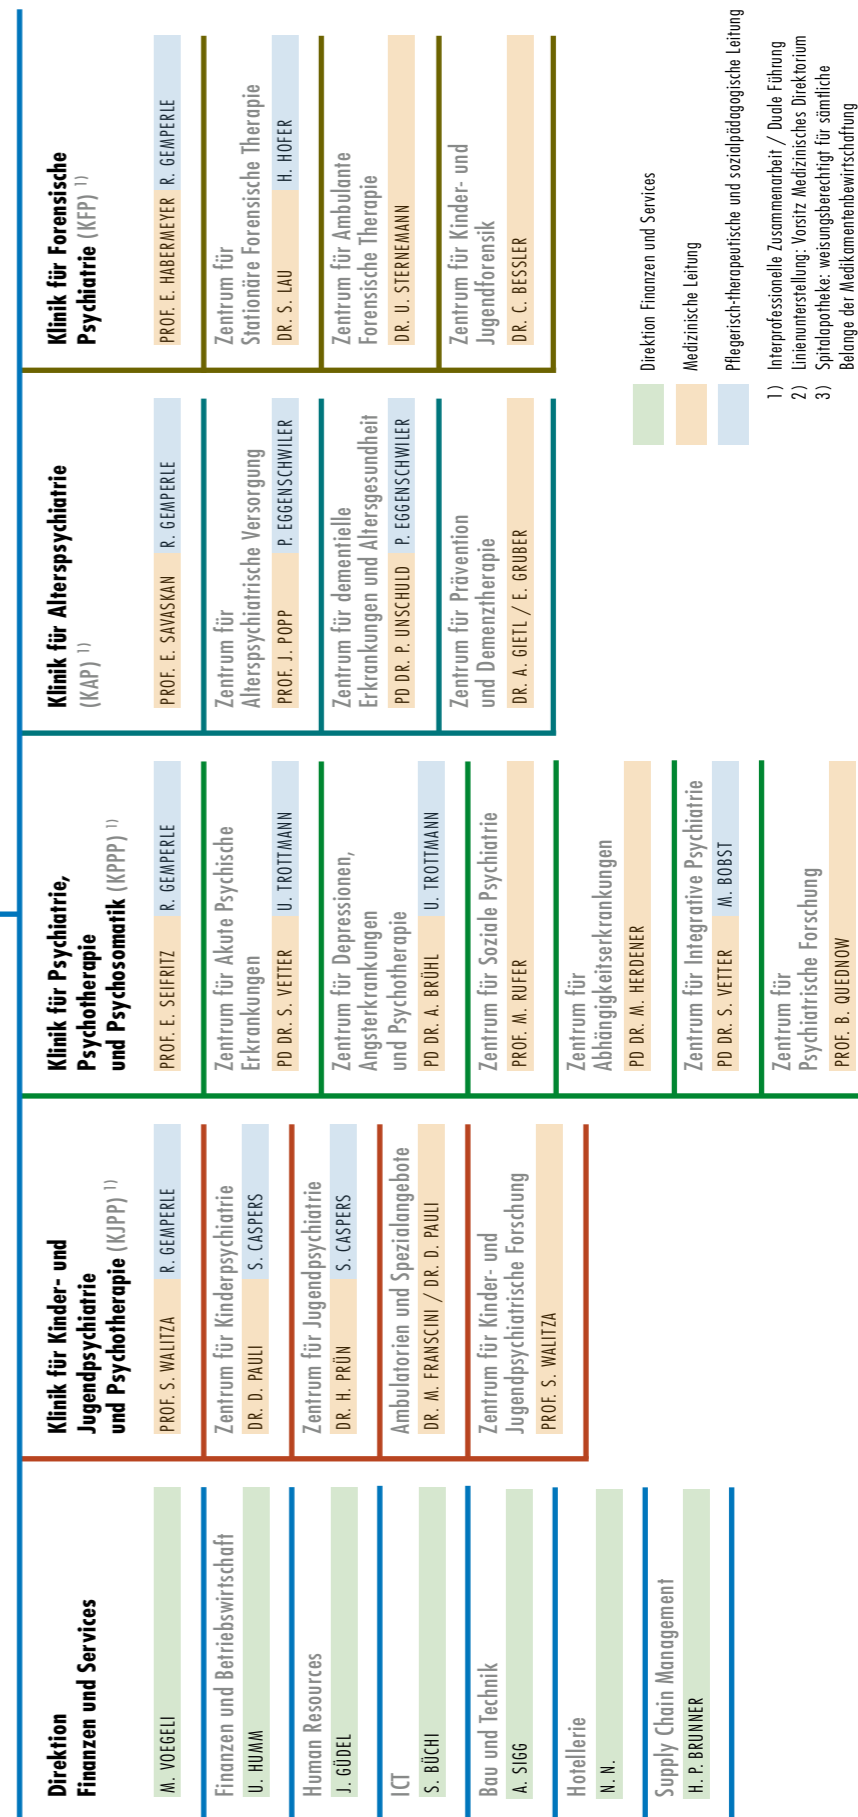 Direktion
Finanzen und Services
M. VOEGELI
Finanzen und Betriebswirtschaft
U. HUMM
Human Resources
J. GÜDEL
ICT
S. BÜCHI
Bau und Technik
A. SIGG
Hotellerie
N. N.
Supply Chain Management
H. P. BRUNNER
Klinik für Kinder- und
Jugendpsychiatrie
und Psychotherapie (KJPP) 1)
PROF. S. WALITZA R. GEMPERLE
Zentrum für Kinderpsychiatrie
DR. D. PAULI S. CASPERS
Zentrum für Jugendpsychiatrie
DR. H. PRÜN S. CASPERS
Ambulatorien und Spezialangebote
DR. M. FRANSCINI / DR. D. PAULI
Zentrum für Kinder- und
Jugendpsychiatrische Forschung
PROF. S. WALITZA
Klinik für Psychiatrie,
Psychotherapie
und Psychosomatik (KPPP) 1)
PROF. E. SEIFRITZ R. GEMPERLE
Zentrum für Akute Psychische
Erkrankungen
PD DR. S. VETTER U. TROTTMANN
Zentrum für Depressionen,
Angsterkrankungen
und Psychotherapie
PD DR. A. BRÜHL U. TROTTMANN
Zentrum für Soziale Psychiatrie
PROF. M. RUFER
Zentrum für
Abhängigkeitserkrankungen
PD DR. M. HERDENER
Zentrum für Integrative Psychiatrie
PD DR. S. VETTER M. BOBST
Zentrum für
Psychiatrische Forschung
PROF. B. QUEDNOW
Klinik für Alterspsychiatrie
(KAP) 1)
PROF. E. SAVASKAN R. GEMPERLE
Zentrum für
Alterspsychiatrische Versorgung
PROF. J. POPP P. EGGENSCHWILER
Zentrum für dementielle
Erkrankungen und Altersgesundheit
PD DR. P. UNSCHULD P. EGGENSCHWILER
Zentrum für Prävention
und Demenztherapie
DR. A. GIETL / E. GRUBER
Klinik für Forensische
Psychiatrie (KFP) 1)
PROF. E. HABERMEYER R. GEMPERLE
Zentrum für
Stationäre Forensische Therapie
DR. S. LAU H. HOFER
Zentrum für Ambulante
Forensische Therapie
DR. U. STERNEMANN
Zentrum für Kinder- und
Jugendforensik
DR. C. BESSLER
Direktion Finanzen und Services
Medizinische Leitung
Pflegerisch-therapeutische und sozialpädagogische Leitung
1) Interprofessionelle Zusammenarbeit / Duale Führung
2) Linienunterstellung: Vorsitz Medizinisches Direktorium
3) Spitalapotheke: weisungsberechtigt für sämtliche
Belange der Medikamentenbewirtschaftung